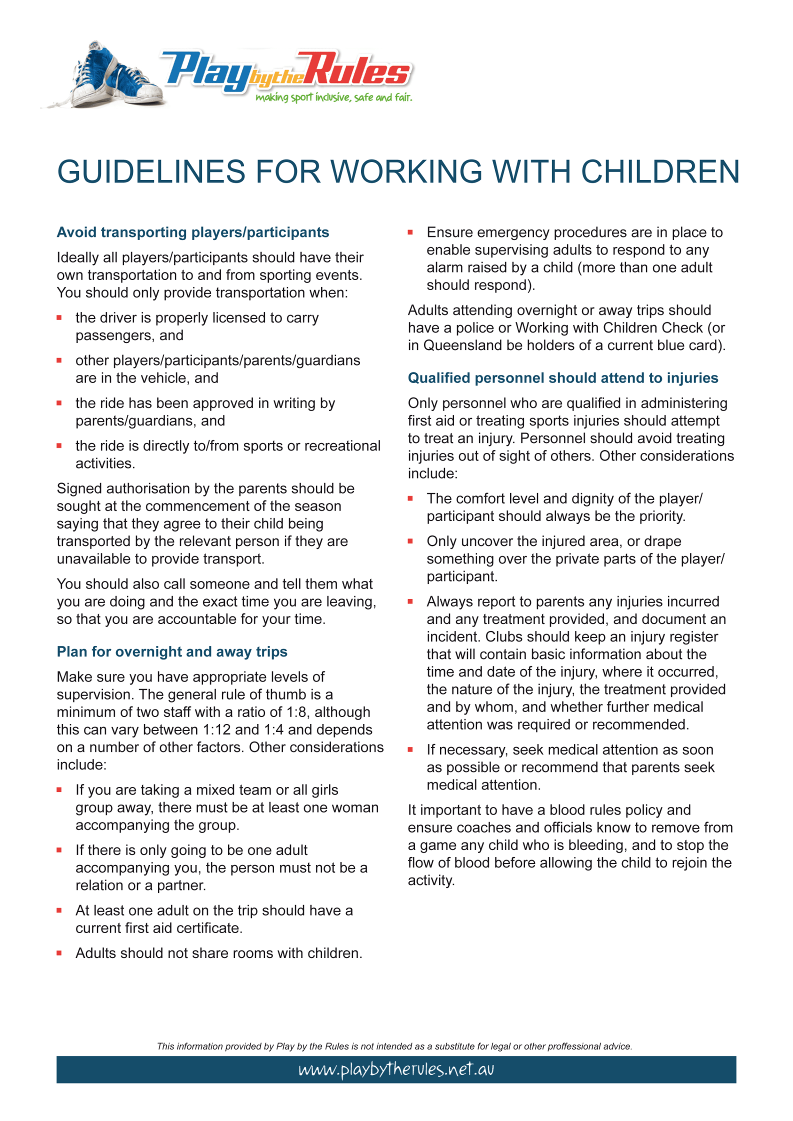 Play by the Rules
making sport inclusive, safe and fair.
GUIDELINES FOR WORKING WITH CHILDREN
Avoid transporting players/participants
Ideally all players/participants should have their
own transportation to and from sporting events.
You should only provide transportation when:
the driver is properly licensed to carry
passengers, and
other players/participants/parents/guardians
are in the vehicle, and
the ride has been approved in writing by
parents/guardians, and
the ride is directly to/from sports or recreational
activities.
Signed authorisation by the parents should be
sought at the commencement of the season
saying that they agree to their child being
transported by the relevant person if they are
unavailable to provide transport.
You should also call someone and tell them what
you are doing and the exact time you are leaving,
so that you are accountable for your time.
Plan for overnight and away trips
Make sure you have appropriate levels of
supervision. The general rule of thumb is a
minimum of two staff with a ratio of 1:8, although
this can vary between 1:12 and 1:4 and depends
on a number of other factors. Other considerations
include:
If you are taking a mixed team or all girls
group away, there must be at least one woman
accompanying the group.
If there is only going to be one adult
accompanying you, the person must not be a
relation or a partner.
At least one adult on the trip should have a
current first aid certificate.
Adults should not share rooms with children.
Ensure emergency procedures are in place to
enable supervising adults to respond to any
alarm raised by a child (more than one adult
should respond).
Adults attending overnight or away trips should
have a police or Working with Children Check (or
in Queensland be holders of a current blue card).
Qualified personnel should attend to injuries
Only personnel who are qualified in administering
first aid or treating sports injuries should attempt
to treat an injury. Personnel should avoid treating
injuries out of sight of others. Other considerations
include:
The comfort level and dignity of the player/
participant should always be the priority.
Only uncover the injured area, or drape
something over the private parts of the player/
participant.
Always report to parents any injuries incurred
and any treatment provided, and document an
incident. Clubs should keep an injury register
that will contain basic information about the
time and date of the injury, where it occurred,
the nature of the injury, the treatment provided
and by whom, and whether further medical
attention was required or recommended.
If necessary, seek medical attention as soon
as possible or recommend that parents seek
medical attention.
It important to have a blood rules policy and
ensure coaches and officials know to remove from
a game any child who is bleeding, and to stop the
flow of blood before allowing the child to rejoin the
activity.
This information provided by Play by the Rules is not intended as a substitute for legal or other proffessional advice.
www.playbytherules.net.au